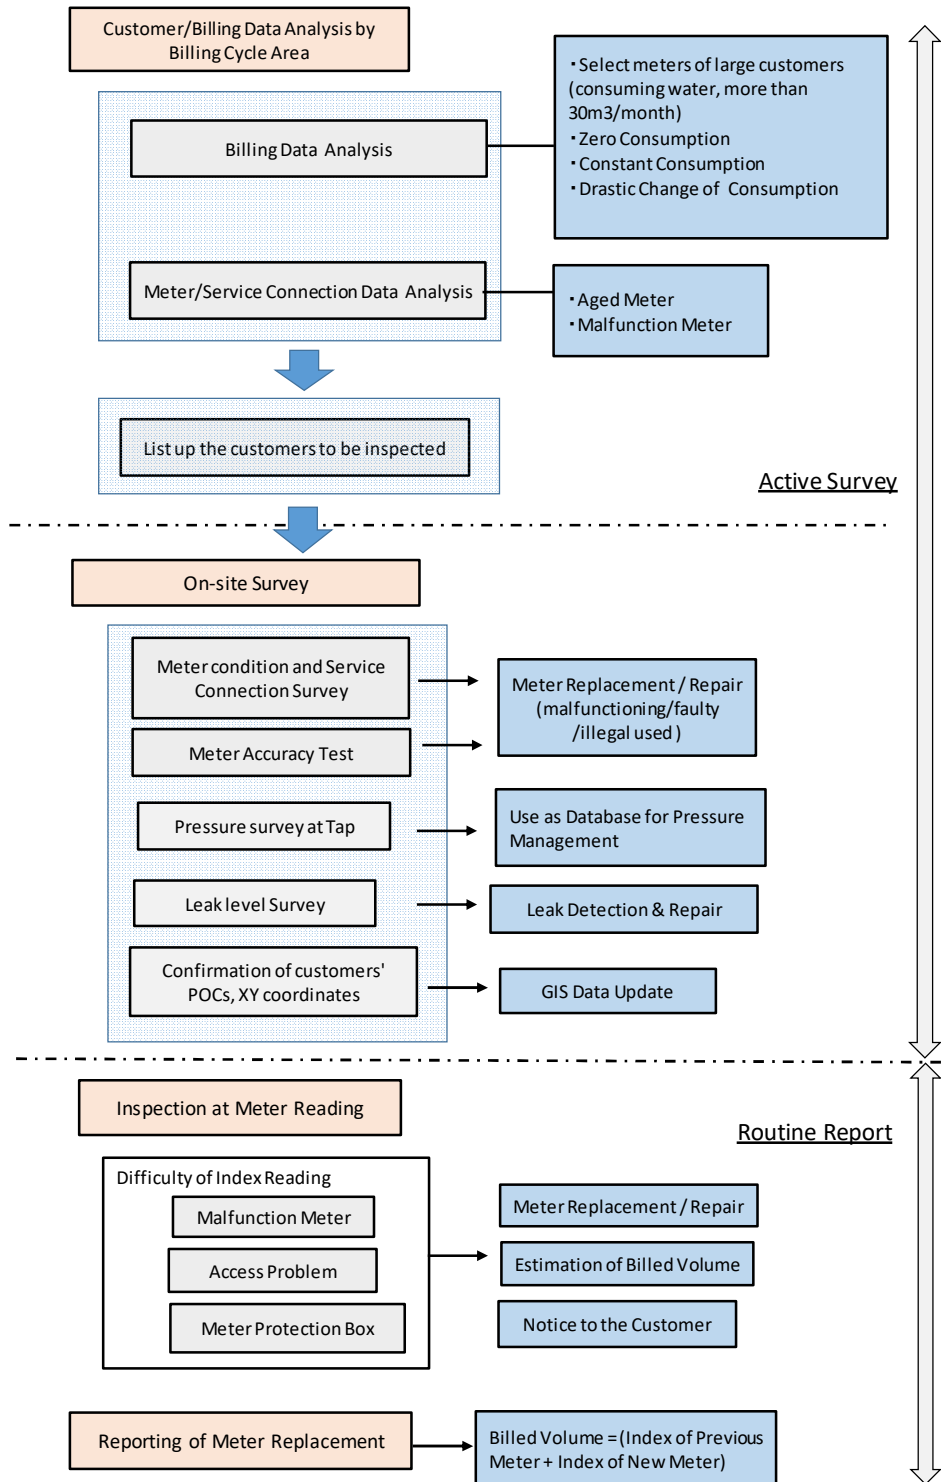 Customer/Billing Data Analysis by
Billing Cycle Area
・Select meters of large customers
(consuming water, more than
30m3/month)
・Zero Consumption
・Constant Consumption
・Drastic Change of Consumption
Billing Data Analysis
Meter/Service Connection Data Analysis
・Aged Meter
・Malfunction Meter
List up the customers to be inspected
Active Survey
On-site Survey
Meter condition and Service
Connection Survey
Meter Replacement / Repair
(malfunctioning/faulty
/illegal used )
Meter Accuracy Test
Pressure survey at Tap
Use as Database for Pressure
Management
Leak level Survey
Leak Detection & Repair
Confirmation of customers'
POCs, XY coordinates
GIS Data Update
Inspection at Meter Reading
Routine Report
Difficulty of Index Reading
Malfunction Meter
Access Problem
Meter Protection Box
Meter Replacement / Repair
Estimation of Billed Volume
Notice to the Customer
Reporting of Meter Replacement
Billed Volume =(Index of Previous
Meter + Index of New Meter)